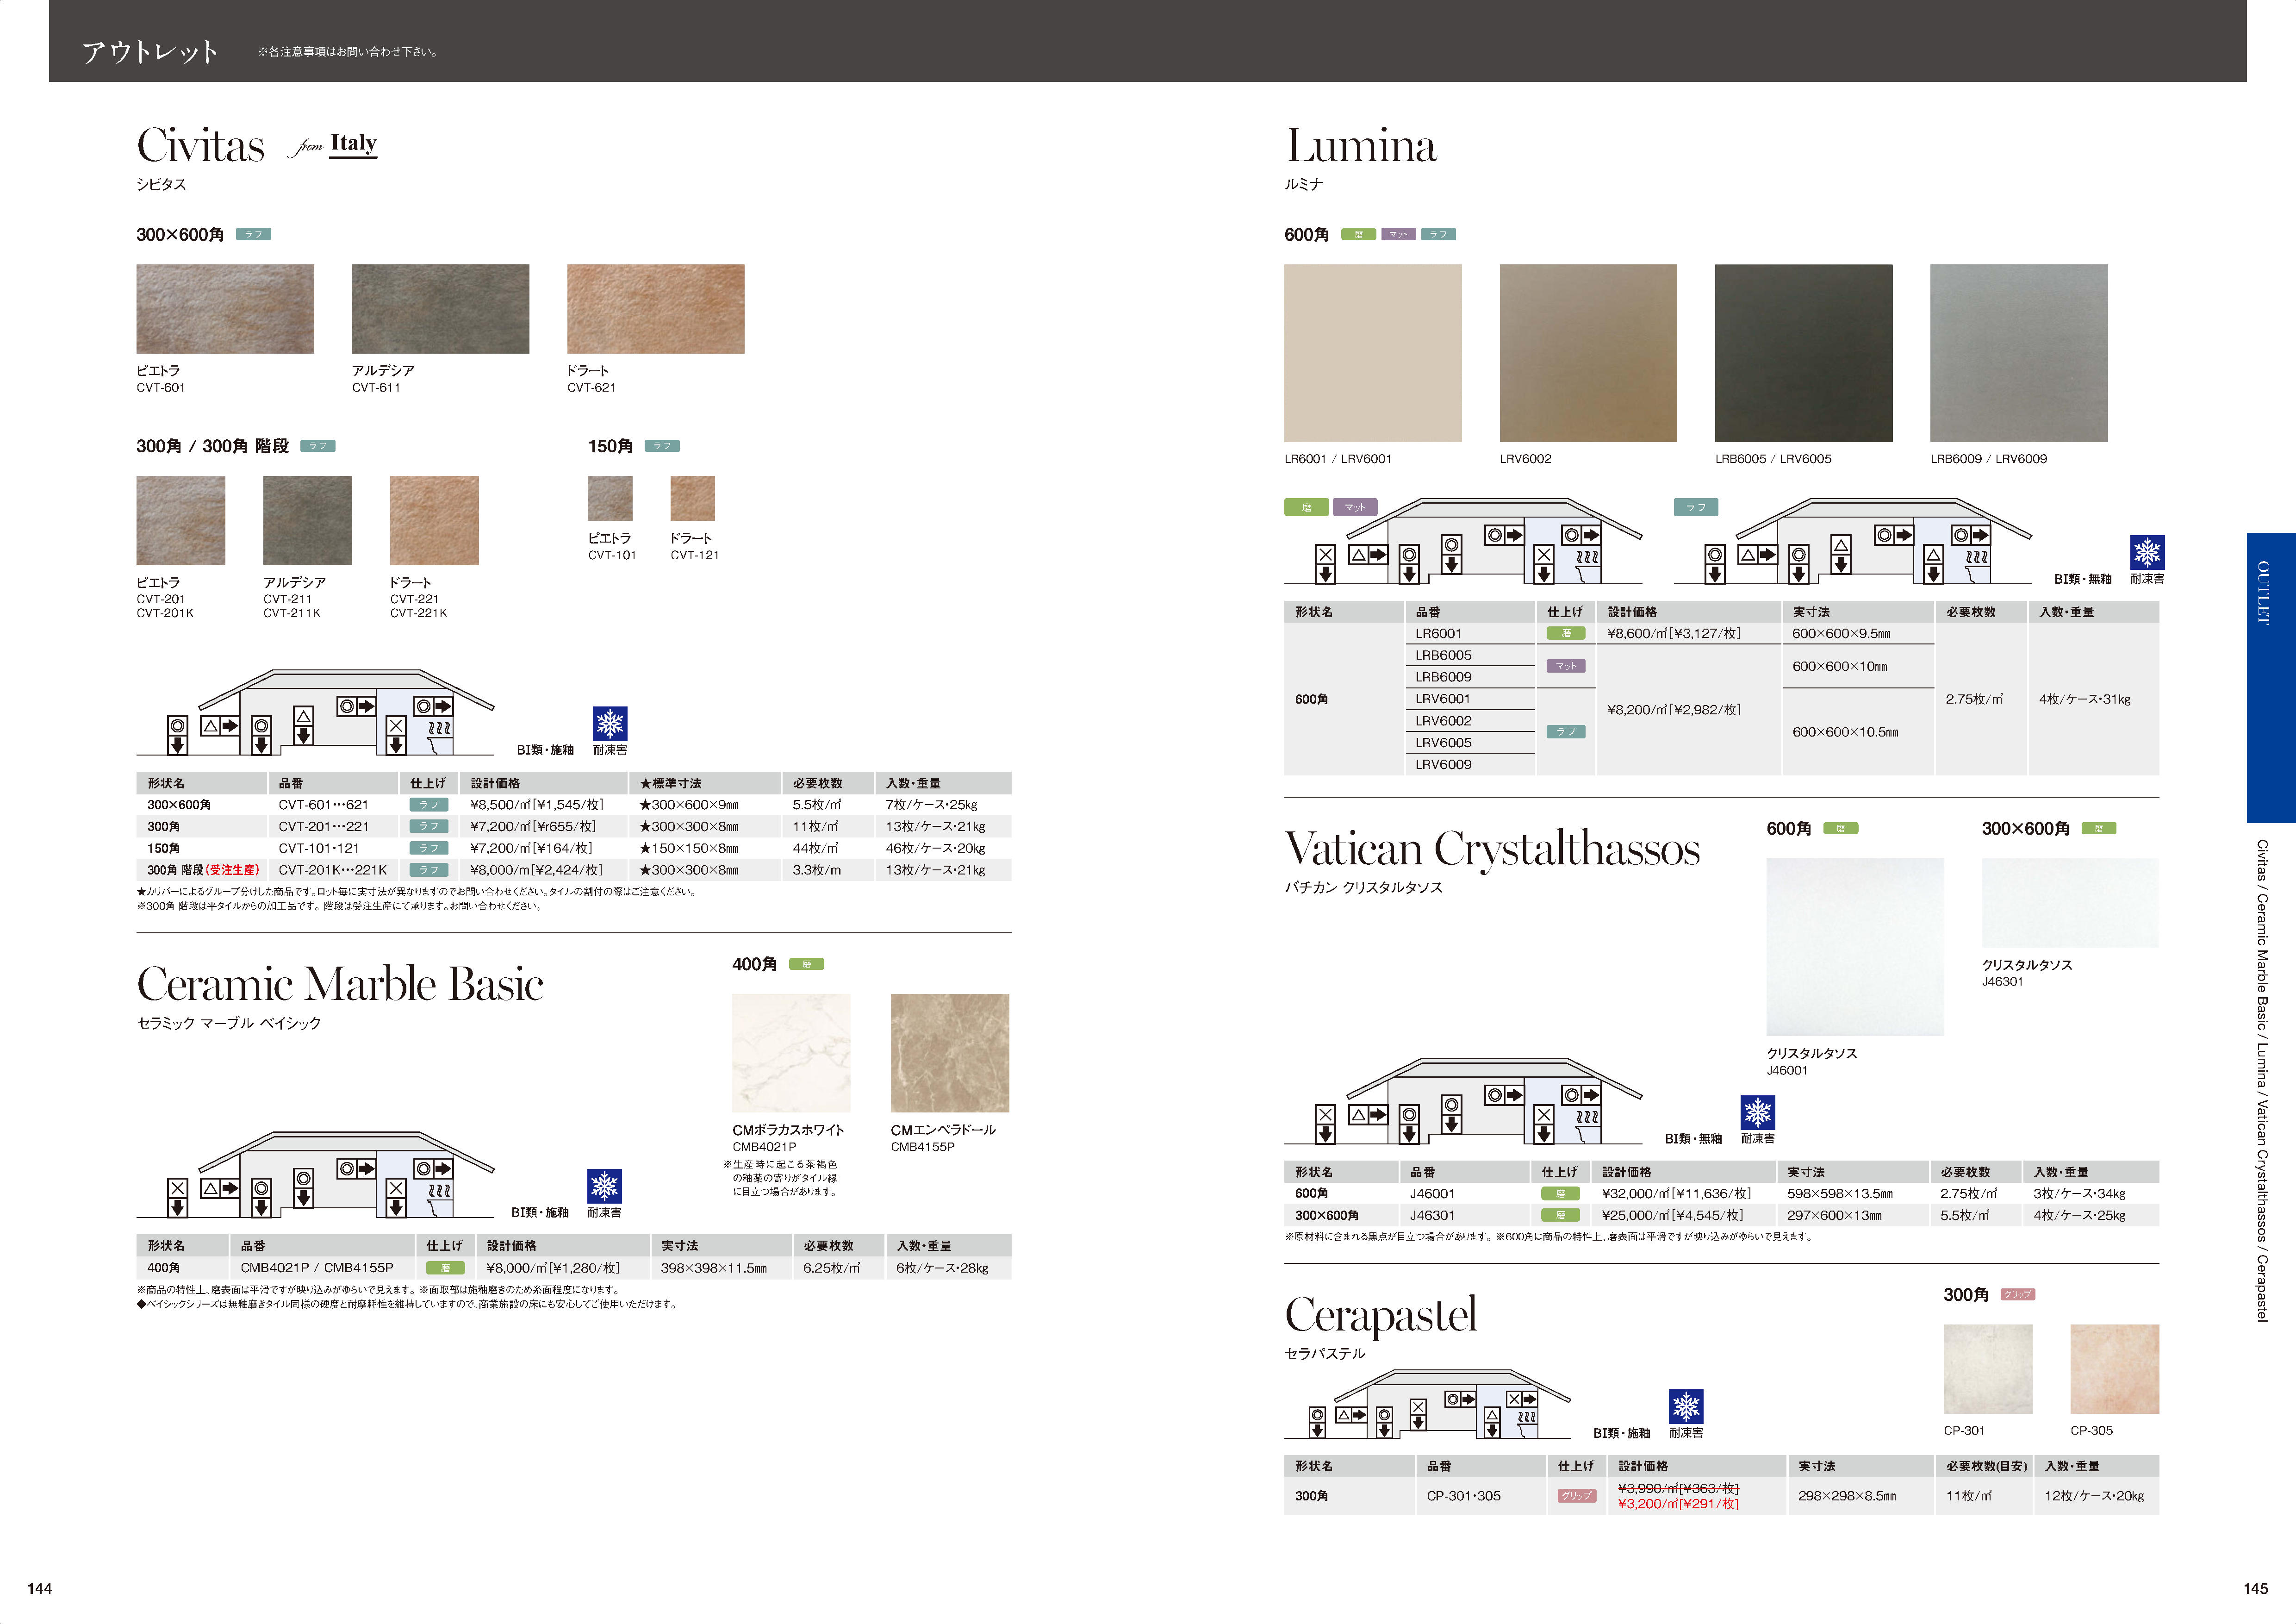 アウトレット ※各注意事項はお問い合わせ下さい。
Civitas from Italy
シビタス
300×600角 ラフ
ピエトラ アルデシア ドラート
CVT-601 CVT-611 CVT-621
300角 / 300角 階段 ラフ
ピエトラ アルデシア ドラート
CVT-201 CVT-211 CVT-221
CVT-201K CVT-211K CVT-221K
150角 ラフ
ピエトラ ドラート
CVT-101 CVT-121
BⅠ類・施釉 耐凍害
形状名 品番 仕上げ 設計価格 ★標準寸法 必要枚数 入数・重量
300×600角 CVT-601・・・621 ラフ ¥8,500/㎡[¥1,545/枚] ★300×600×9㎜ 5.5枚/㎡ 7枚/ケース・25kg
300角 CVT-201・・・221 ラフ ¥7,200/㎡[¥r655/枚] ★300×300×8㎜ 11枚/㎡ 13枚/ケース・21kg
150角 CVT-101・121 ラフ ¥7,200/㎡[¥164/枚] ★150×150×8㎜ 44枚/㎡ 46枚/ケース・20kg
300角 階段(受注生産) CVT-201K・・・221K ラフ ¥8,000/m[¥2,424/枚] ★300×300×8㎜ 3.3枚/m 13枚/ケース・21kg
★カリバーによるグループ分けした商品です。ロット毎に実寸法が異なりますのでお問い合わせください。タイルの割付の際はご注意ください。
※300角 階段は平タイルからの加工品です。階段は受注生産にて承ります。お問い合わせください。
Ceramic Marble Basic
セラミック マーブル ベイシック
400角 磨
CMボラカスホワイト CMエンペラドール
CMB4021P CMB4155P
※生産時に起こる茶褐色
の釉薬の寄りがタイル縁
に目立つ場合があります。
BⅠ類・施釉 耐凍害
形状名 品番 仕上げ 設計価格 実寸法 必要枚数 入数・重量
400角 CMB4021P / CMB4155P 磨 ¥8,000/㎡[¥1,280/枚] 398×398×11.5㎜ 6.25枚/㎡ 6枚/ケース・28kg
※商品の特性上、磨表面は平滑ですが映り込みがゆらいで見えます。※面取部は施釉磨きのため糸面程度になります。
◆ベイシックシリーズは無釉磨きタイル同様の硬度と耐摩耗性を維持していますので、商業施設の床にも安心してご使用いただけます。
144
Lumina
ルミナ
600角 磨 マット ラフ
LR6001 / LRV6001 LRV6002 LRB6005 / LRV6005 LRB6009 / LRV6009
磨 マット ラフ
BⅠ類・無釉 耐凍害
形状名 品番 仕上げ 設計価格 実寸法 必要枚数 入数・重量
LR6001 磨 ¥8,600/㎡[¥3,127/枚] 600×600×9.5㎜
LRB6005
マット 600×600×10㎜
LRB6009
600角 LRV6001 2.75枚/㎡ 4枚/ケース・31kg
¥8,200/㎡[¥2,982/枚]
LRV6002
ラフ 600×600×10.5㎜
LRV6005
LRV6009
Vatican Crystalthassos
バチカン クリスタルタソス
600角 磨
クリスタルタソス
J46001
300×600角 磨
クリスタルタソス
J46301
BⅠ類・無釉 耐凍害
形状名 品番 仕上げ 設計価格 実寸法 必要枚数 入数・重量
600角 J46001 磨 ¥32,000/㎡[¥11,636/枚] 598×598×13.5㎜ 2.75枚/㎡ 3枚/ケース・34kg
300×600角 J46301 磨 ¥25,000/㎡[¥4,545/枚] 297×600×13㎜ 5.5枚/㎡ 4枚/ケース・25kg
※原材料に含まれる黒点が目立つ場合があります。※600角は商品の特性上、磨表面は平滑ですが映り込みがゆらいで見えます。
Cerapastel
セラパステル
300角 グリップ
CP-301 CP-305
BⅠ類・施釉 耐凍害
形状名 品番 仕上げ 設計価格 実寸法 必要枚数(目安) 入数・重量
¥3,990/㎡[¥363/枚]
300角 CP-301・305 グリップ ¥3,200/㎡[¥291/枚] 298×298×8.5㎜ 11枚/㎡ 12枚/ケース・20kg
OUTLET
Civitas / Ceramic Marble Basic / Lumina / Vatican Crystalthassos / Cerapastel
145